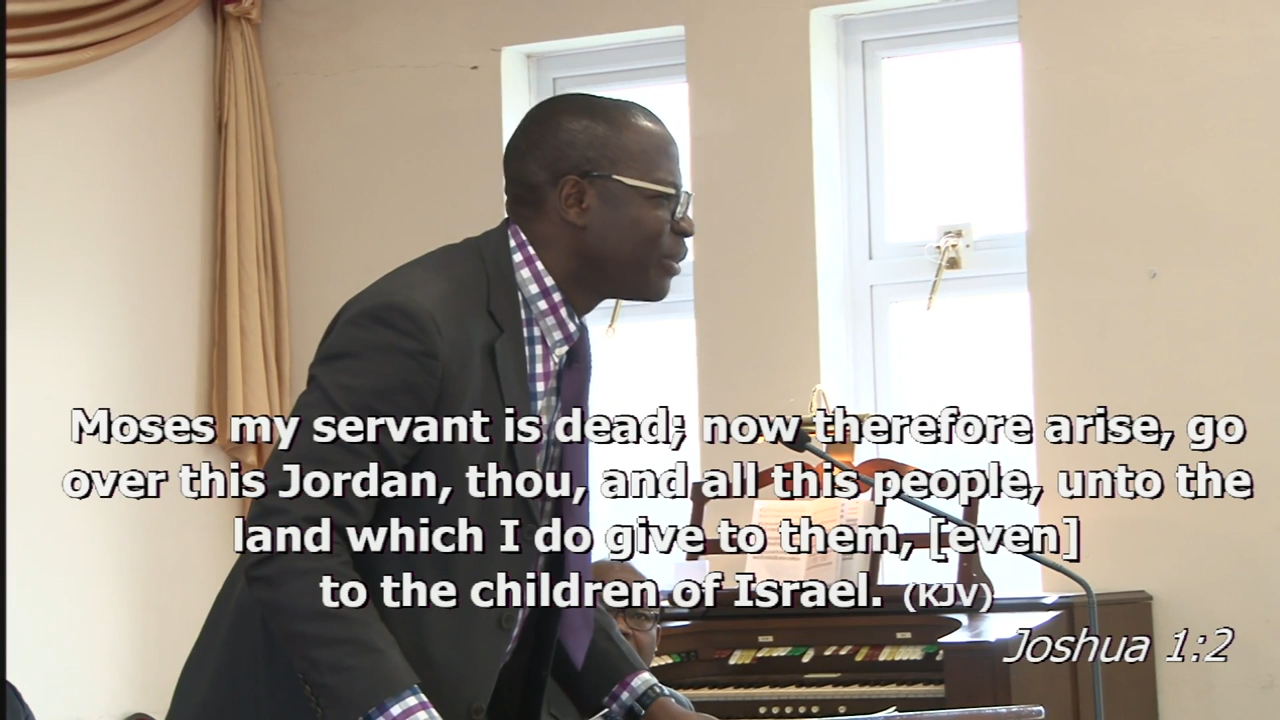 Moses my servant is dead; now therefore arise, go
over this Jordan, thou, and all this people, unto the
land which I do give to them, [even]
to the children of Israel. (KJV)
Joshua 1:2